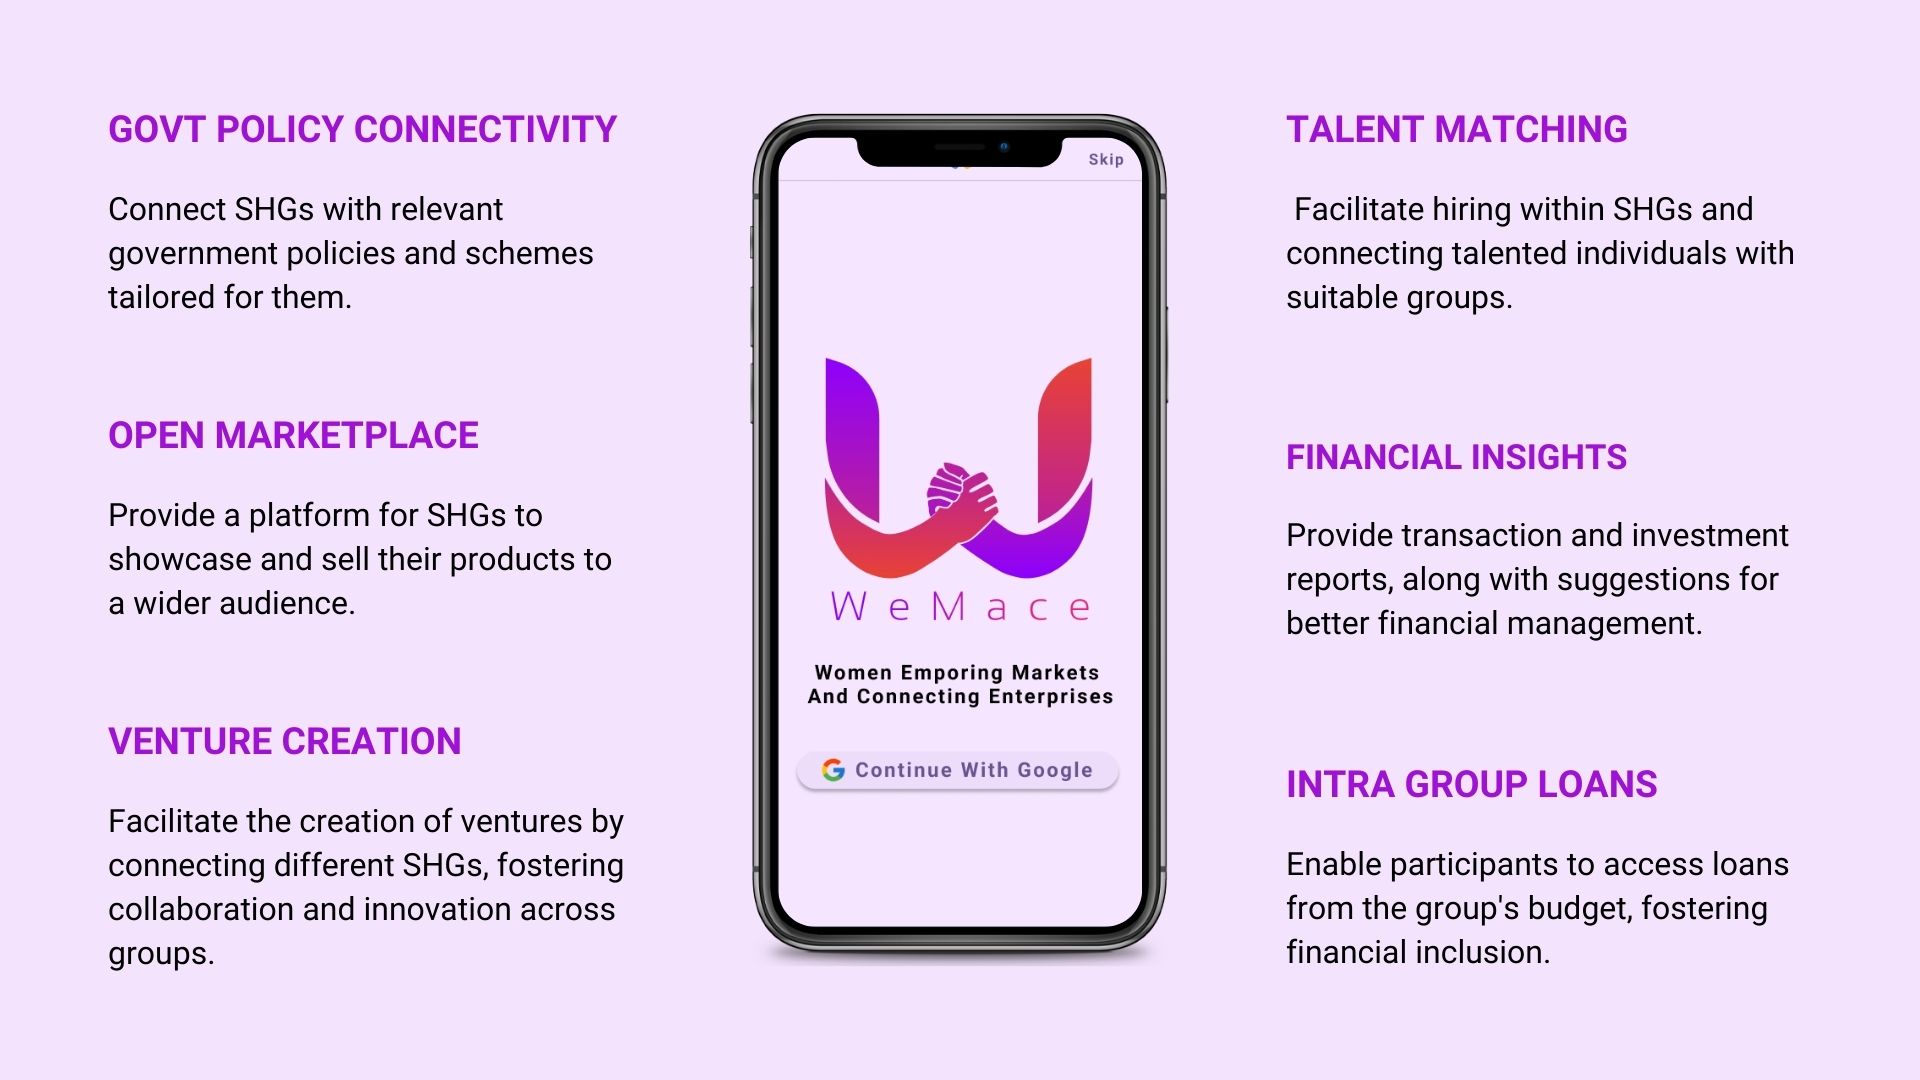 GOVT POLICY CONNECTIVITY
Connect SHGs with relevant
government policies and schemes
tailored for them.
OPEN MARKETPLACE
Provide a platform for SHGs to
showcase and sell their products to
a wider audience.
VENTURE CREATION
Facilitate the creation of ventures by
connecting different SHGs, fostering
collaboration and innovation across
groups.
Skip
WeMace
Women Emporing Markets
And Connecting Enterprises
Continue With Google
TALENT MATCHING
Facilitate hiring within SHGs and
connecting talented individuals with
suitable groups.
FINANCIAL INSIGHTS
Provide transaction and investment
reports, along with suggestions for
better financial management.
INTRA GROUP LOANS
Enable participants to access loans
from the group's budget, fostering
financial inclusion.